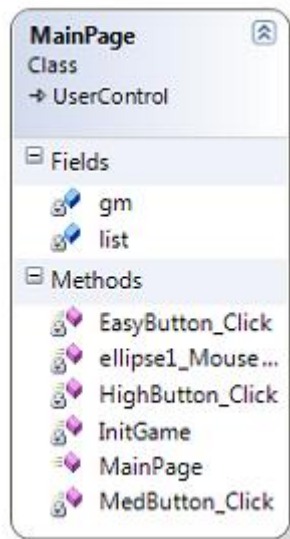 MainPage
Class
UserControl
Fields
gm
list
Methods
EasyButton_Click
ellipse1_Mouse...
HighButton_Click
InitGame
MainPage
MedButton_Click